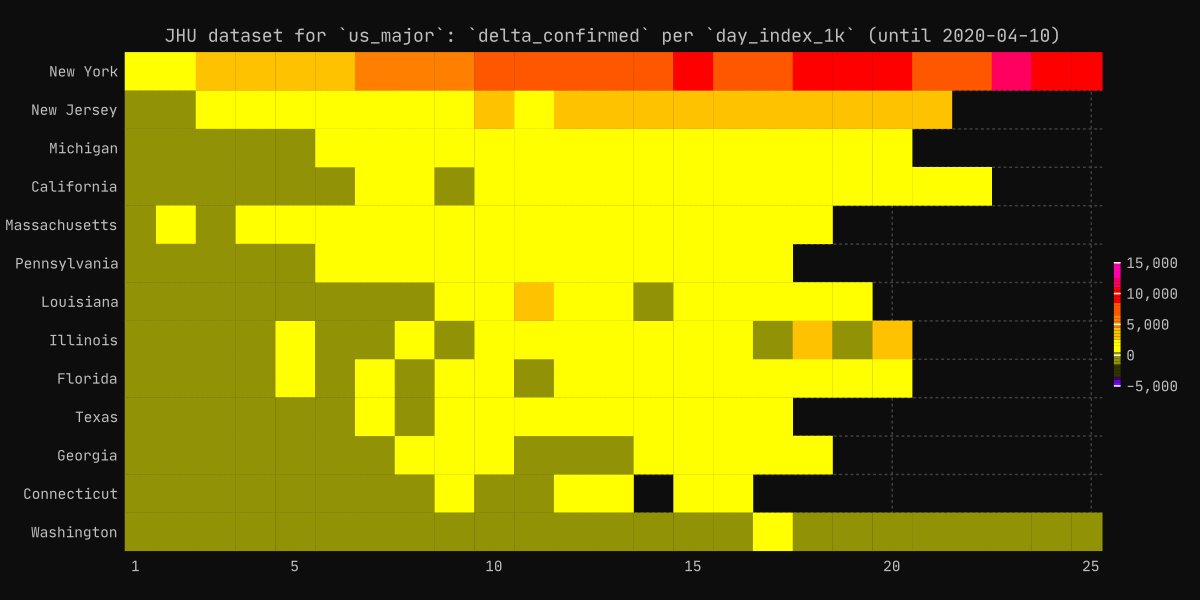 JHU dataset for `us_major`: `delta_confirmed` per `day_index_1k` (until 2020-04-10)
New York
New Jersey
Michigan
California
Massachusetts
Pennsylvania
Louisiana
Illinois
Florida
Texas
Georgia
Connecticut
Washington
1 5 10 15 20 25
15,000
10,000
5,000
0
-5,000